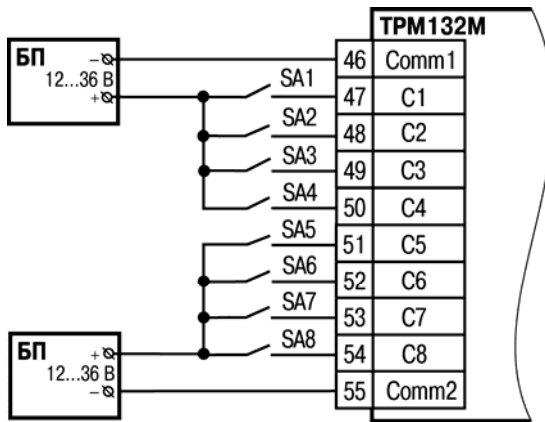 ТРМ132М
БП
–
12...36 В
+
SA1
46 Comm1
47 C1
SA2
48 C2
SA3
49 C3
SA4
50 C4
SA5
51 C5
SA6
52 C6
SA7
53 C7
SA8
54 C8
55 Comm2
БП
+
12...36 В
–